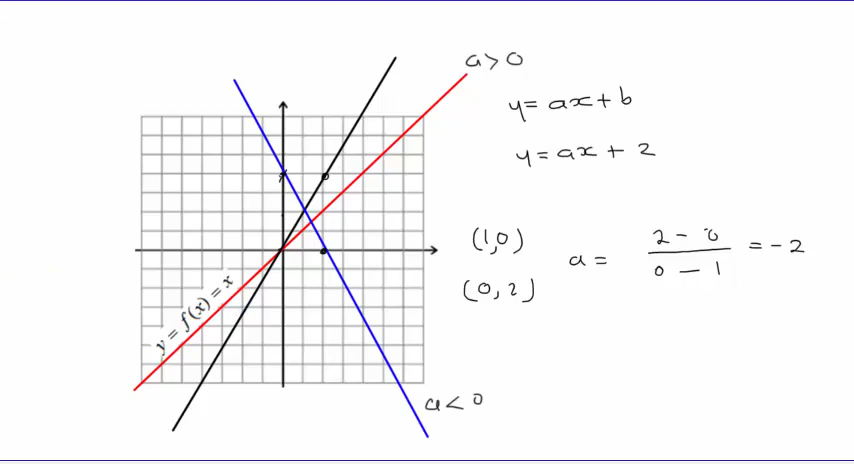 a > 0
y = ax + b
y = ax + 2
(1,0)
(0,2)
a = 2 - 0 / 0 - 1 = -2
y = f(x) = x
a < 0